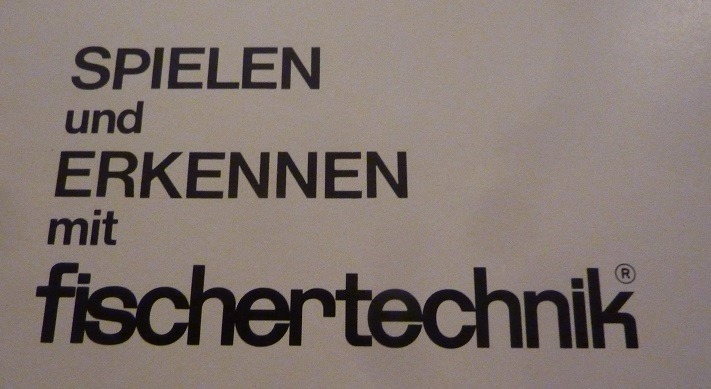 SPIELEN
und
ERKENNEN
mit
fischertechnik®